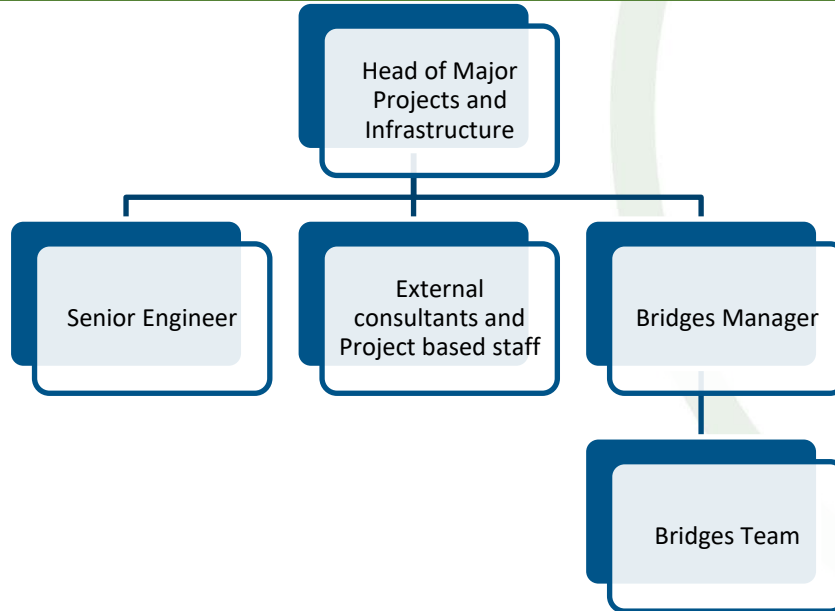 Head of Major
Projects and
Infrastructure
Senior Engineer
External
consultants and
Project based staff
Bridges Manager
Bridges Team